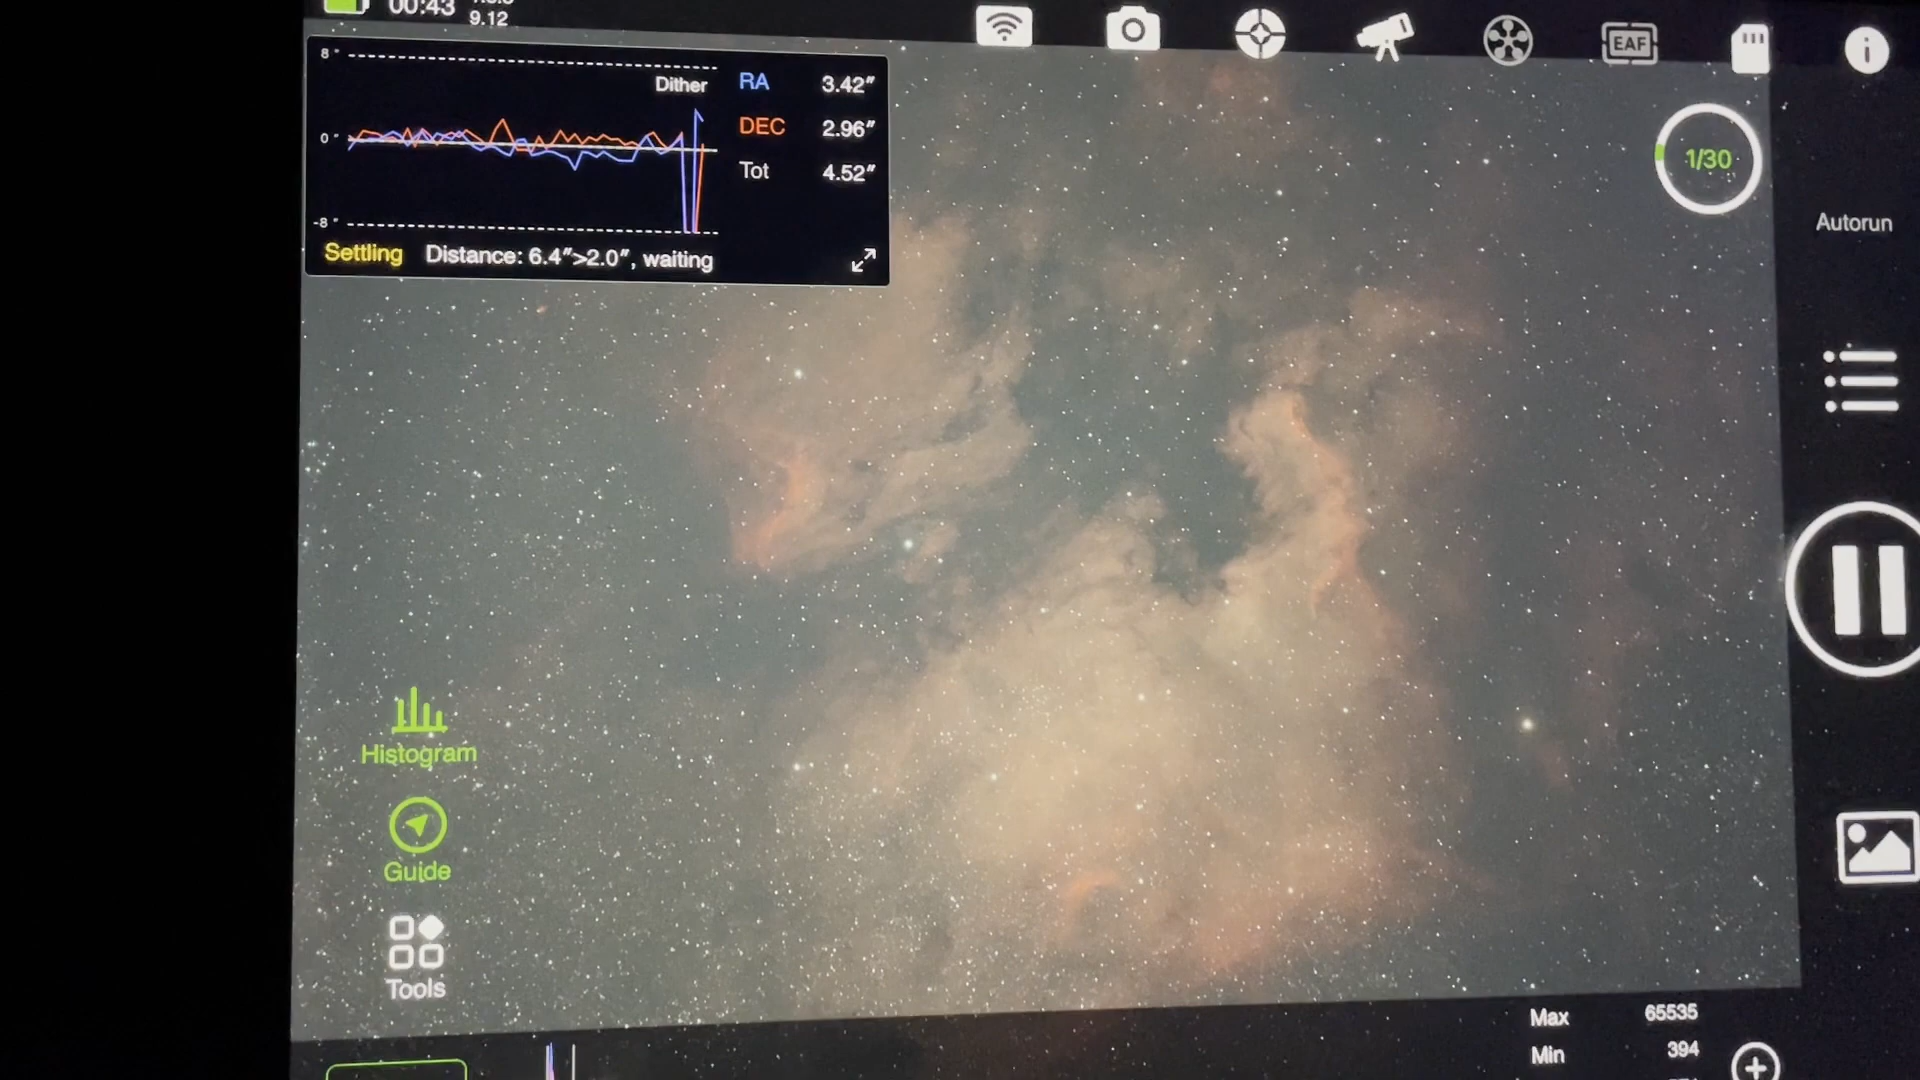 00:43
9.12
EAF
8 "
Dither
RA 3.42"
DEC 2.96"
0 "
Tot 4.52"
-8 "
Settling Distance: 6.4">2.0", waiting
1/30
Autorun
Histogram
Guide
Tools
Max 65535
Min 394